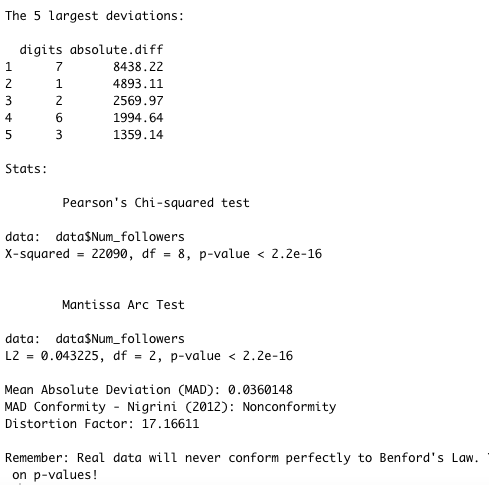 The 5 largest deviations:
digits absolute.diff
1 7 8438.22
2 1 4893.11
3 2 2569.97
4 6 1994.64
5 3 1359.14
Stats:
Pearson's Chi-squared test
data: data$Num_followers
X-squared = 22090, df = 8, p-value < 2.2e-16
Mantissa Arc Test
data: data$Num_followers
L2 = 0.043225, df = 2, p-value < 2.2e-16
Mean Absolute Deviation (MAD): 0.0360148
MAD Conformity - Nigrini (2012): Nonconformity
Distortion Factor: 17.16611
Remember: Real data will never conform perfectly to Benford's Law.
on p-values!